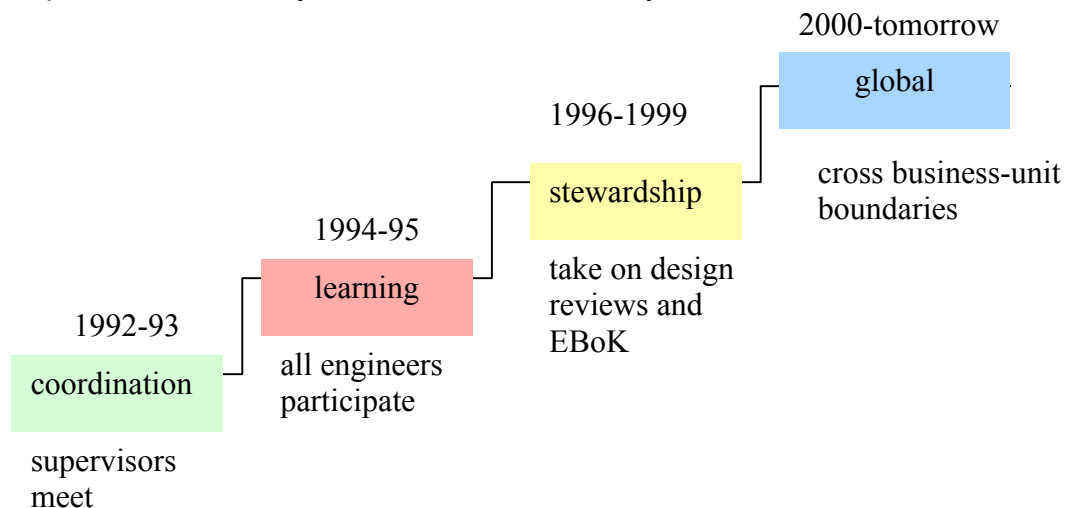 1992-93
coordination
supervisors
meet
1994-95
learning
all engineers
participate
1996-1999
stewardship
take on design
reviews and
EBoK
2000-tomorrow
global
cross business-unit
boundaries